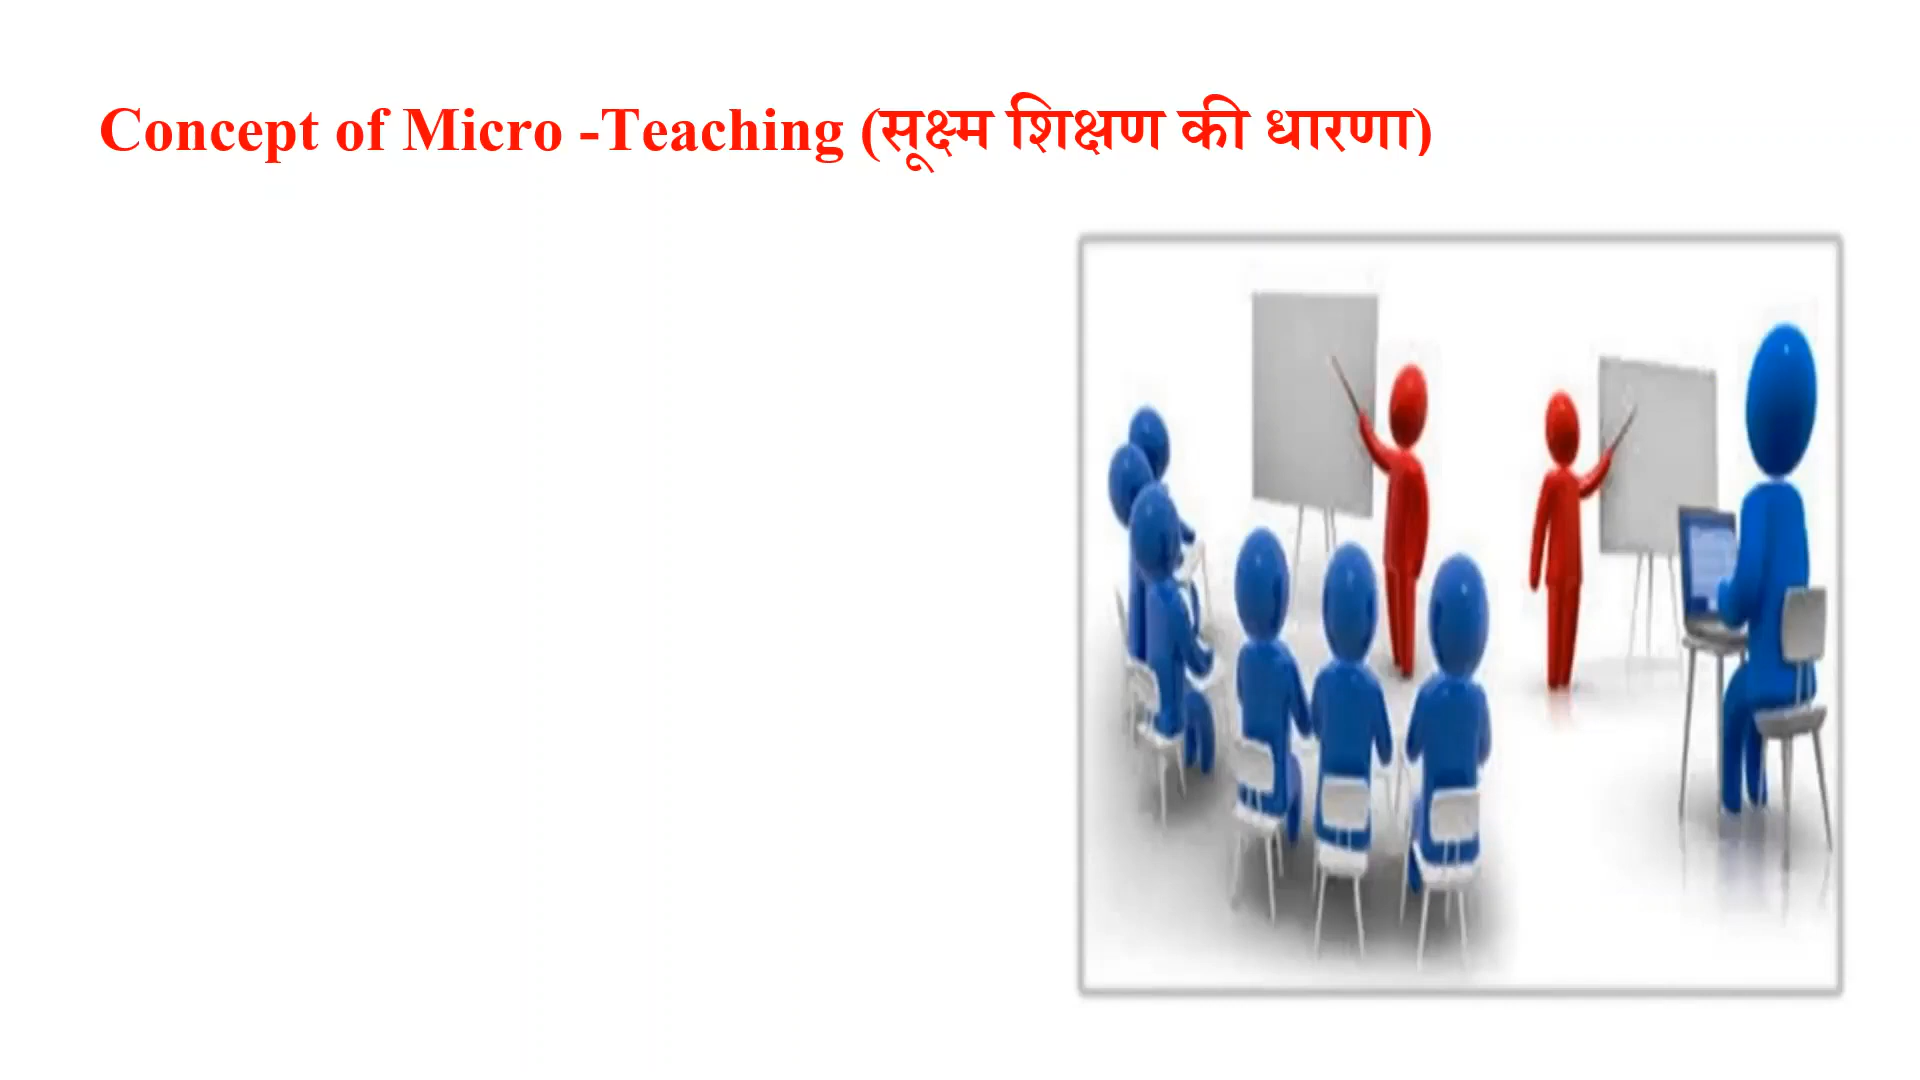 Concept of Micro -Teaching (सूक्ष्म शिक्षण की धारणा)